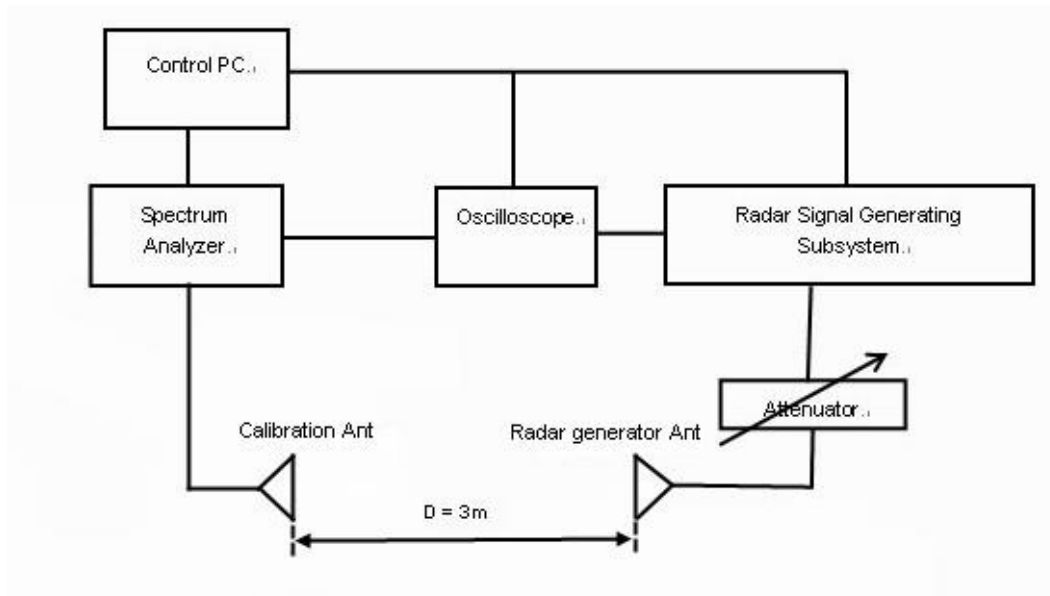 Control PC
Spectrum
Analyzer
Oscilloscope
Radar Signal Generating
Subsystem
Attenuator
Calibration Ant
Radar generator Ant
D = 3m